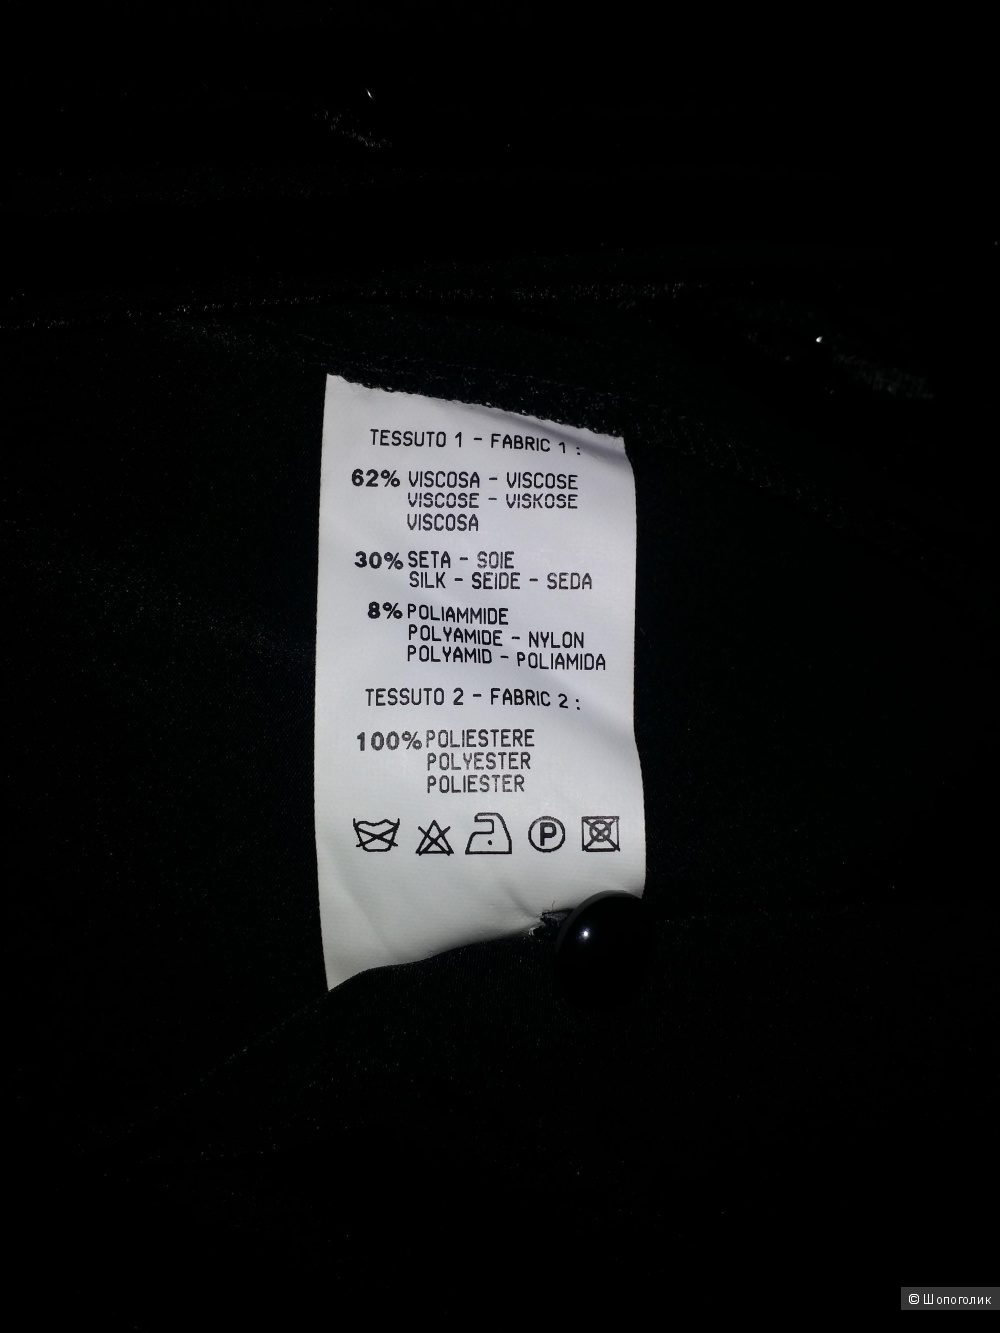 TESSUTO 1 - FABRIC 1 :
62% VISCOSA - VISCOSE
VISCOSE - VISKOSE
VISCOSA
30% SETA - SOIE
SILK - SEIDE - SEDA
8% POLIAMMIDE
POLYAMIDE - NYLON
POLYAMID - POLIAMIDA
TESSUTO 2 - FABRIC 2 :
100% POLIESTERE
POLYESTER
POLIESTER
P
© Шопоголик